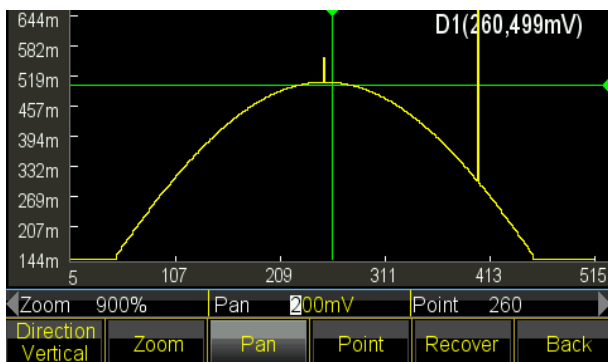 644m
D1(260,499mV)
582m
519m
457m
394m
332m
269m
207m
144m
5 107 209 311 413 515
Zoom 900% Pan 200mV Point 260
Direction Vertical Zoom Pan Point Recover Back